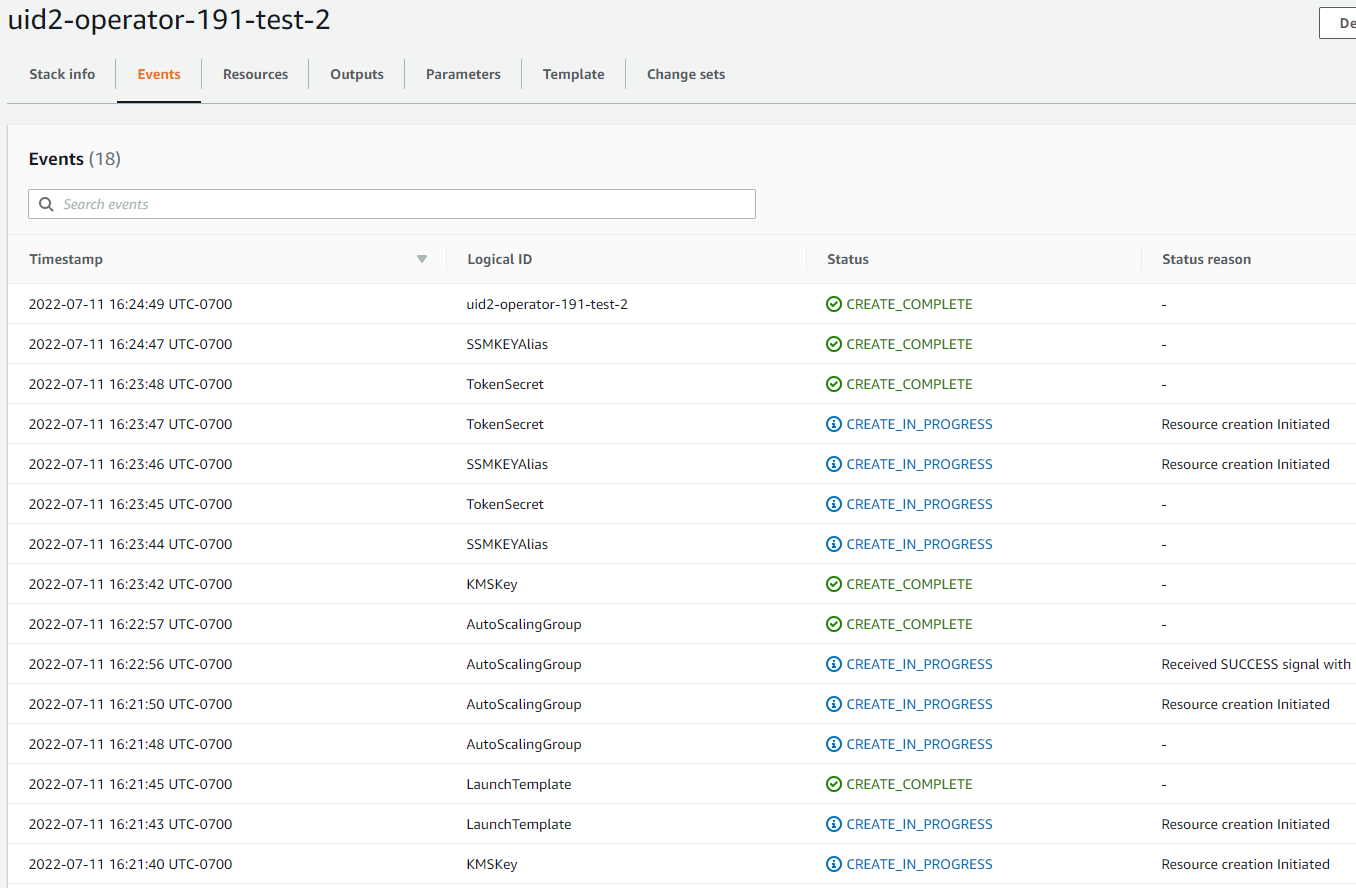 uid2-operator-191-test-2
De
Stack info Events Resources Outputs Parameters Template Change sets
Events (18)
Search events
Timestamp Logical ID Status Status reason
2022-07-11 16:24:49 UTC-0700 uid2-operator-191-test-2 CREATE_COMPLETE -
2022-07-11 16:24:47 UTC-0700 SSMKEYAlias CREATE_COMPLETE -
2022-07-11 16:23:48 UTC-0700 TokenSecret CREATE_COMPLETE -
2022-07-11 16:23:47 UTC-0700 TokenSecret CREATE_IN_PROGRESS Resource creation Initiated
2022-07-11 16:23:46 UTC-0700 SSMKEYAlias CREATE_IN_PROGRESS Resource creation Initiated
2022-07-11 16:23:45 UTC-0700 TokenSecret CREATE_IN_PROGRESS -
2022-07-11 16:23:44 UTC-0700 SSMKEYAlias CREATE_IN_PROGRESS -
2022-07-11 16:23:42 UTC-0700 KMSKey CREATE_COMPLETE -
2022-07-11 16:22:57 UTC-0700 AutoScalingGroup CREATE_COMPLETE -
2022-07-11 16:22:56 UTC-0700 AutoScalingGroup CREATE_IN_PROGRESS Received SUCCESS signal with
2022-07-11 16:21:50 UTC-0700 AutoScalingGroup CREATE_IN_PROGRESS Resource creation Initiated
2022-07-11 16:21:48 UTC-0700 AutoScalingGroup CREATE_IN_PROGRESS -
2022-07-11 16:21:45 UTC-0700 LaunchTemplate CREATE_COMPLETE -
2022-07-11 16:21:43 UTC-0700 LaunchTemplate CREATE_IN_PROGRESS Resource creation Initiated
2022-07-11 16:21:40 UTC-0700 KMSKey CREATE_IN_PROGRESS Resource creation Initiated